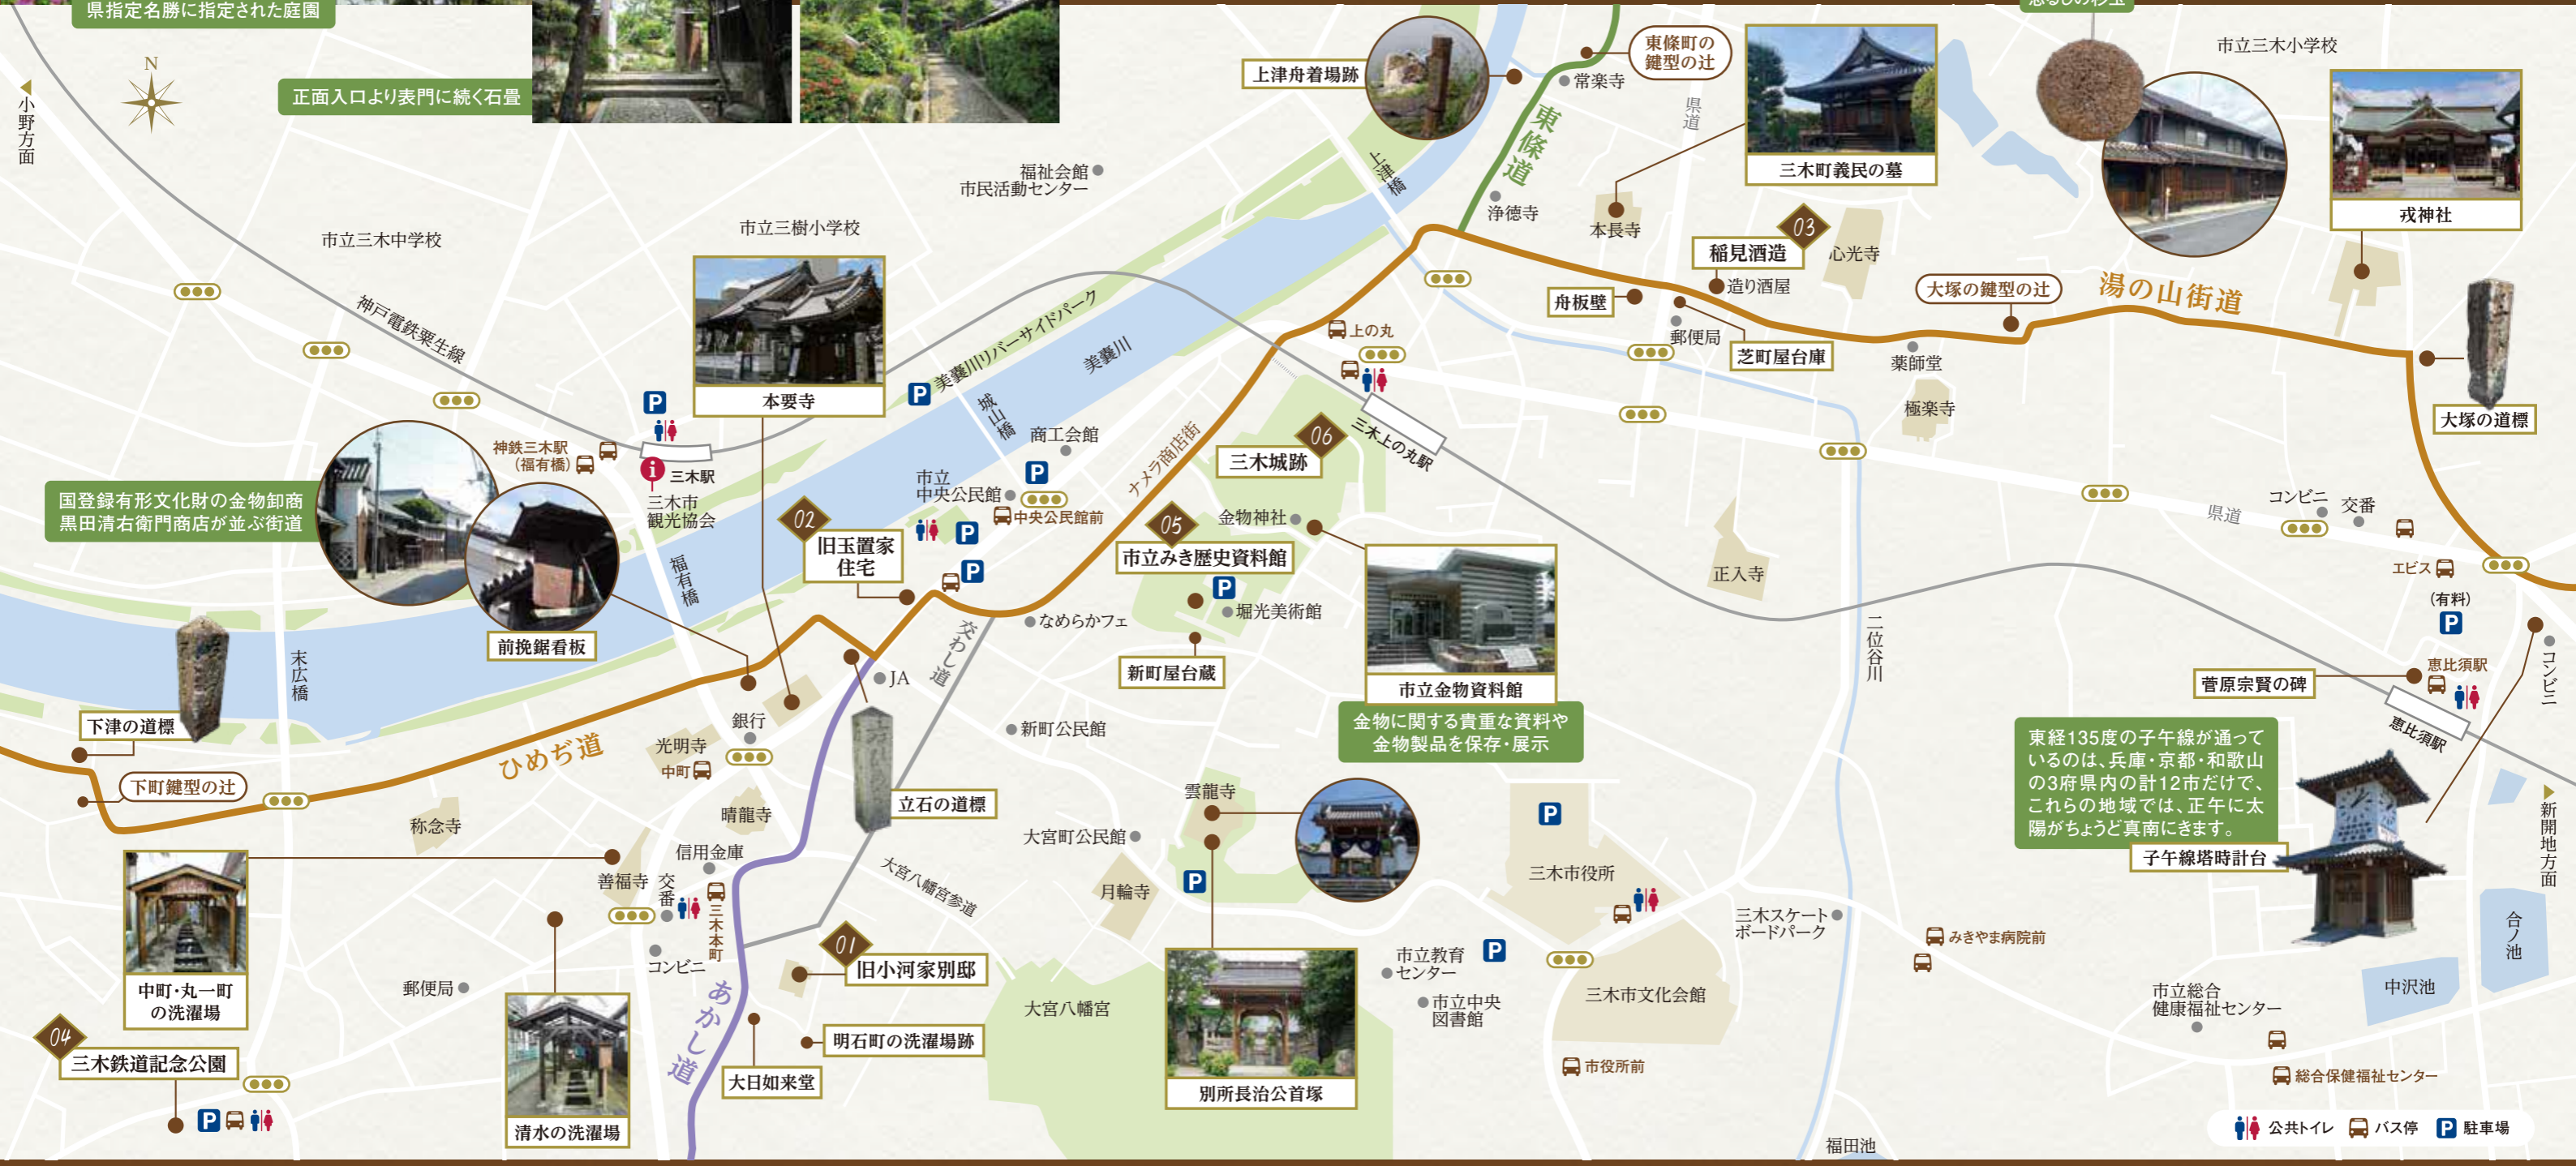 県指定名勝に指定された庭園
正面入口より表門に続く石畳
N
小野方面
市立三木中学校
神戸電鉄粟生線
市立三樹小学校
福祉会館
市民活動センター
本要寺
美嚢川リバーサイドパーク
美嚢川
城山橋
上津橋
上津舟着場跡
東條町の
鍵型の辻
常楽寺
東條道
浄徳寺
県道
三木町義民の墓
本長寺
03
稲見酒造
造り酒屋
心光寺
舟板壁
郵便局
芝町屋台庫
市立三木小学校
戎神社
湯の山街道
大塚の鍵型の辻
薬師堂
極楽寺
大塚の道標
上の丸
三木上の丸駅
06
三木城跡
ナメラ商店街
商工会館
P
市立
中央公民館
中央公民館前
神鉄三木駅
(福有橋)
P
i
三木駅
三木市
観光協会
国登録有形文化財の金物卸商
黒田清右衛門商店が並ぶ街道
前挽鋸看板
福有橋
末広橋
02
旧玉置家
住宅
P
P
P
05
市立みき歴史資料館
金物神社
P
堀光美術館
新町屋台蔵
市立金物資料館
金物に関する貴重な資料や
金物製品を保存・展示
なめらかフェ
交わし道
JA
新町公民館
正入寺
二位谷川
県道
コンビニ
交番
エビス
(有料)
P
コンビニ
恵比須駅
恵比須駅
菅原宗賢の碑
東経135度の子午線が通って
いるのは、兵庫・京都・和歌山
の3府県内の計12市だけで、
これらの地域では、正午に太
陽がちょうど真南にきます。
子午線塔時計台
新開地方面
合ノ池
中沢池
下津の道標
下町鍵型の辻
ひめぢ道
銀行
光明寺
中町
称念寺
晴龍寺
立石の道標
信用金庫
善福寺
交番
三木本町
コンビニ
大宮八幡宮参道
大宮町公民館
月輪寺
雲龍寺
P
P
三木市役所
三木スケート
ボードパーク
みきやま病院前
中町・丸一町
の洗濯場
郵便局
清水の洗濯場
04
三木鉄道記念公園
P
01
旧小河家別邸
あかし道
明石町の洗濯場跡
大日如来堂
大宮八幡宮
別所長治公首塚
市立教育
センター
P
市立中央
図書館
三木市文化会館
市役所前
市立総合
健康福祉センター
総合保健福祉センター
福田池
公共トイレ
バス停
P 駐車場